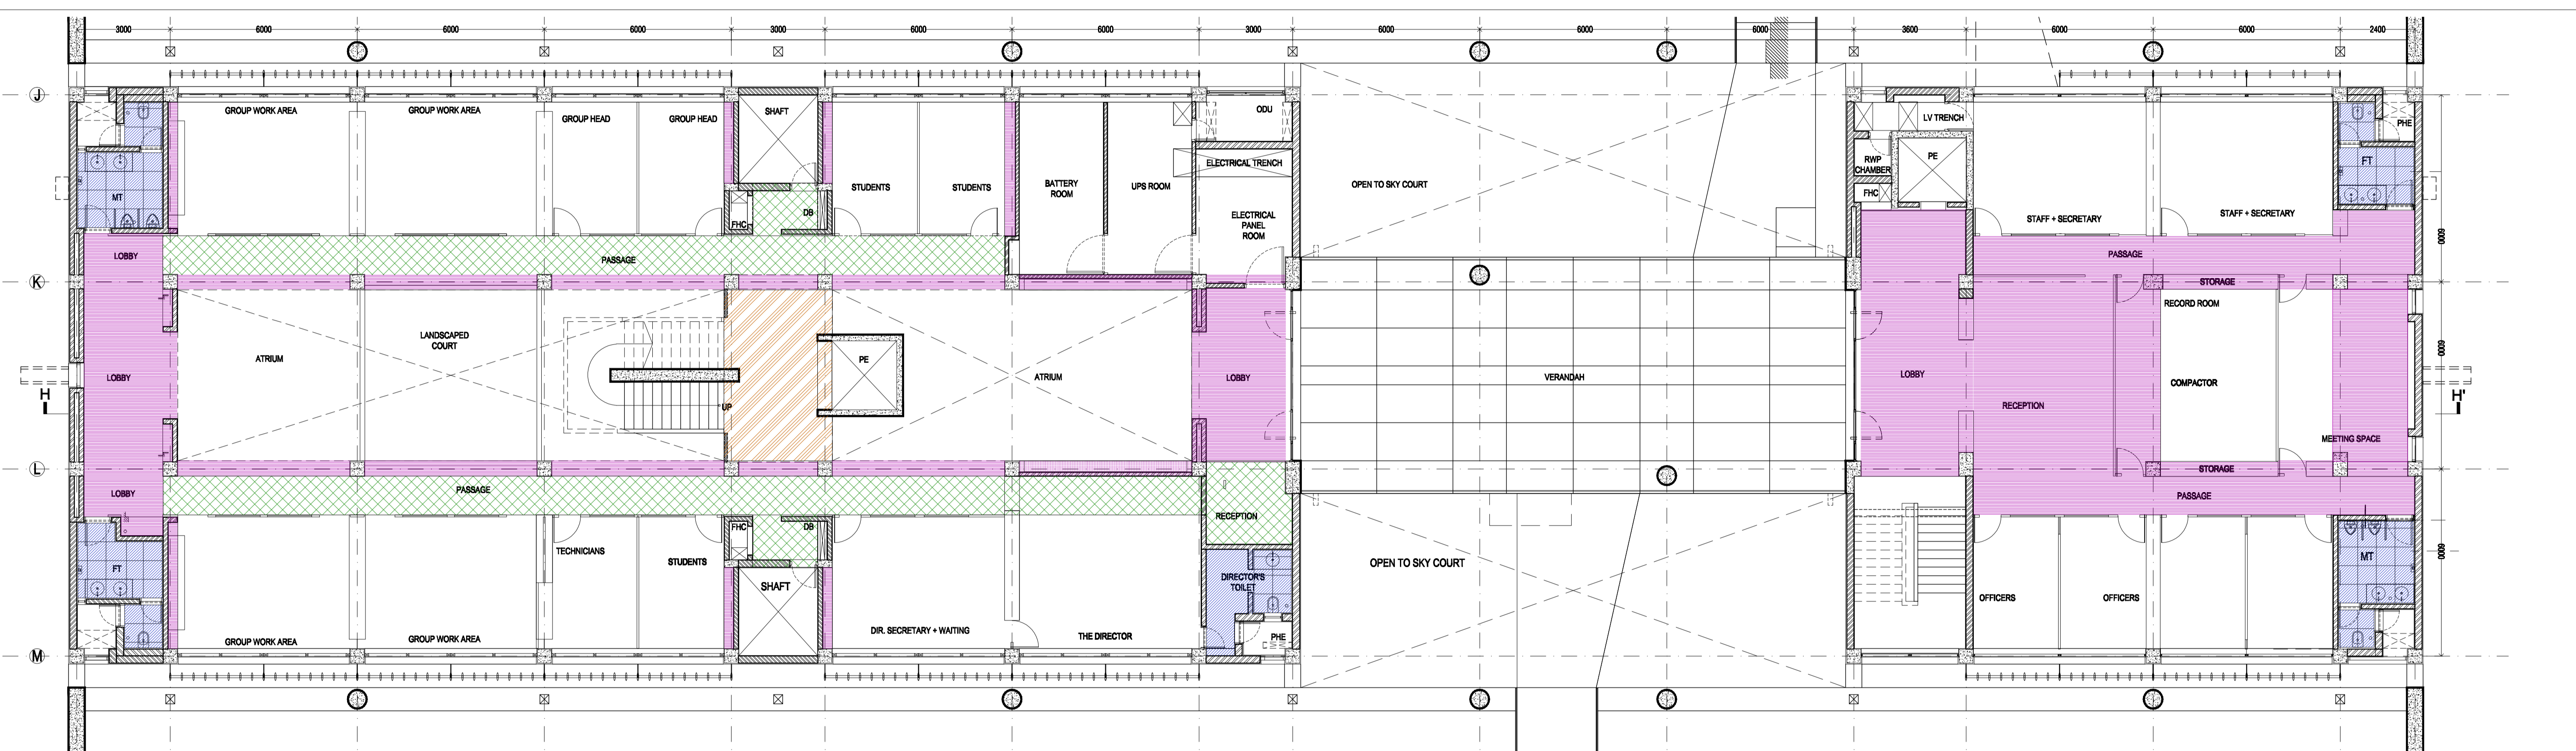 3000 6000 6000 6000 3000 6000 6000 3000 6000 6000 6000 3600 6000 6000 2400
J
GROUP WORK AREA
GROUP WORK AREA
GROUP HEAD
GROUP HEAD
SHAFT
ODU
LV TRENCH
PHE
ELECTRICAL TRENCH
PE
FT
RWP
CHAMBER
FHC
MT
STUDENTS
STUDENTS
BATTERY
ROOM
UPS ROOM
OPEN TO SKY COURT
DB
FHC
ELECTRICAL
PANEL
ROOM
STAFF + SECRETARY
STAFF + SECRETARY
6000
LOBBY
PASSAGE
PASSAGE
K
STORAGE
RECORD ROOM
LANDSCAPED
COURT
ATRIUM
PE
6000
H
LOBBY
ATRIUM
LOBBY
VERANDAH
LOBBY
COMPACTOR
H'
UP
RECEPTION
MEETING SPACE
L
STORAGE
LOBBY
PASSAGE
PASSAGE
RECEPTION
FHC
DB
TECHNICIANS
STUDENTS
6000
FT
OPEN TO SKY COURT
MT
SHAFT
DIRECTOR'S
TOILET
OFFICERS
OFFICERS
GROUP WORK AREA
GROUP WORK AREA
DIR. SECRETARY + WAITING
THE DIRECTOR
PHE
M